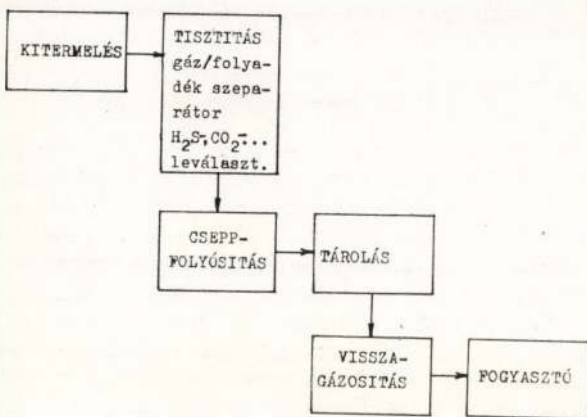 KITERMELÉS
TISZTITÁS
gáz/folya-
dék szepa-
rátor
H₂S-,CO₂-...
leválaszt.
CSEPP-
FOLYÓSITÁS
TÁROLÁS
VISSZA-
GÁZOSITÁS
FOGYASZTÓ